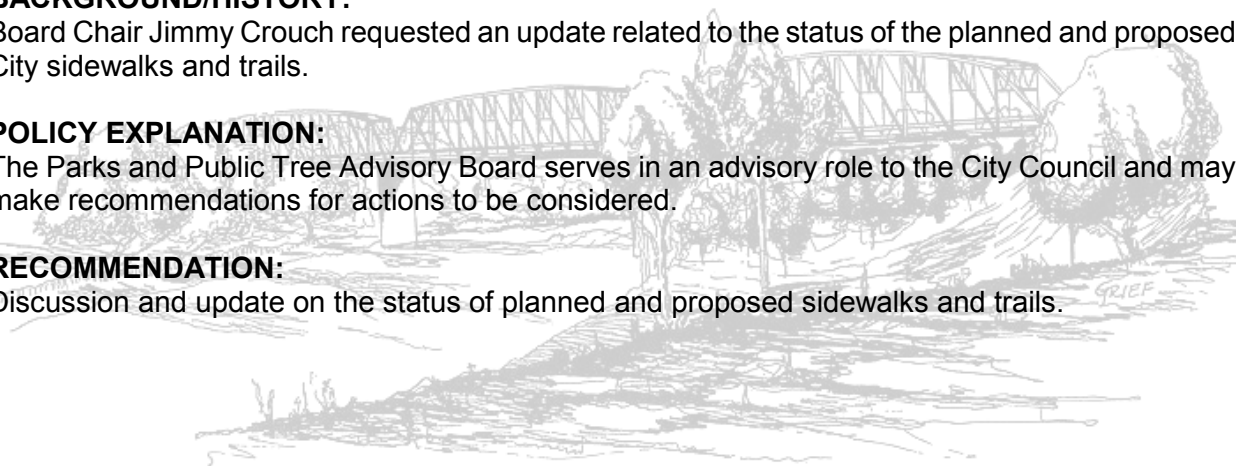 BACKGROUND/HISTORY:
Board Chair Jimmy Crouch requested an update related to the status of the planned and proposed
City sidewalks and trails.
POLICY EXPLANATION:
The Parks and Public Tree Advisory Board serves in an advisory role to the City Council and may
make recommendations for actions to be considered.
RECOMMENDATION:
Discussion and update on the status of planned and proposed sidewalks and trails.
GRIEF